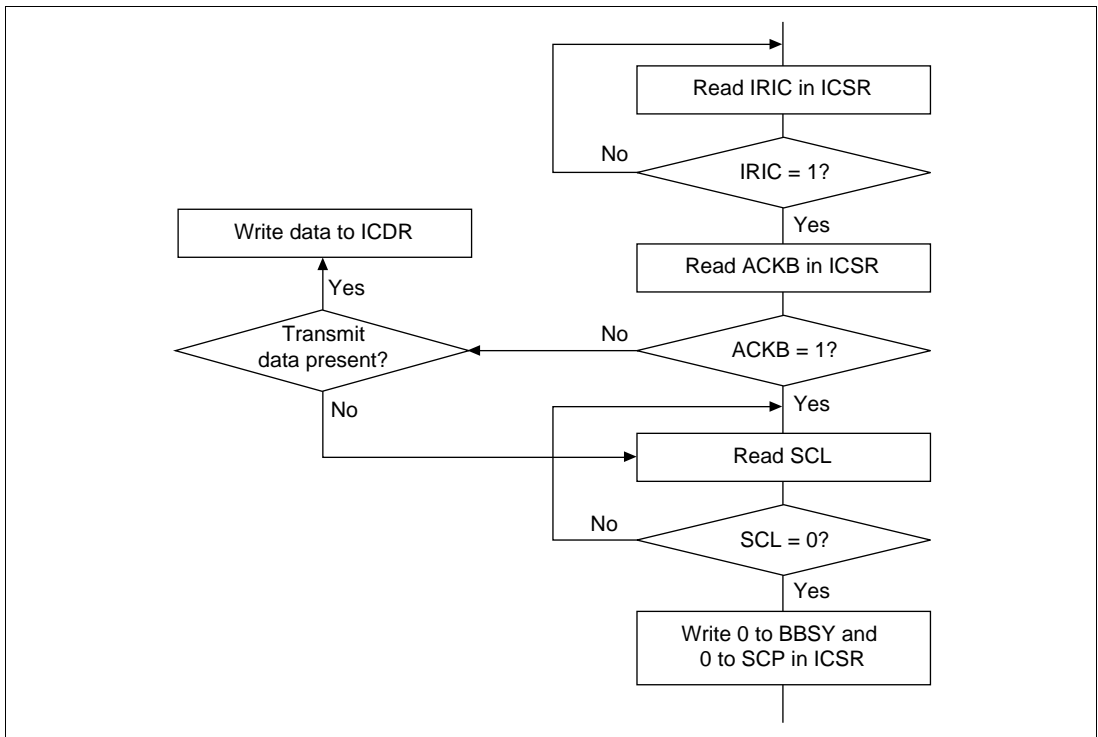 Read IRIC in ICSR
No
IRIC = 1?
Yes
Write data to ICDR
Read ACKB in ICSR
Yes
Transmit
data present?
No
ACKB = 1?
No
Yes
Read SCL
No
SCL = 0?
Yes
Write 0 to BBSY and
0 to SCP in ICSR